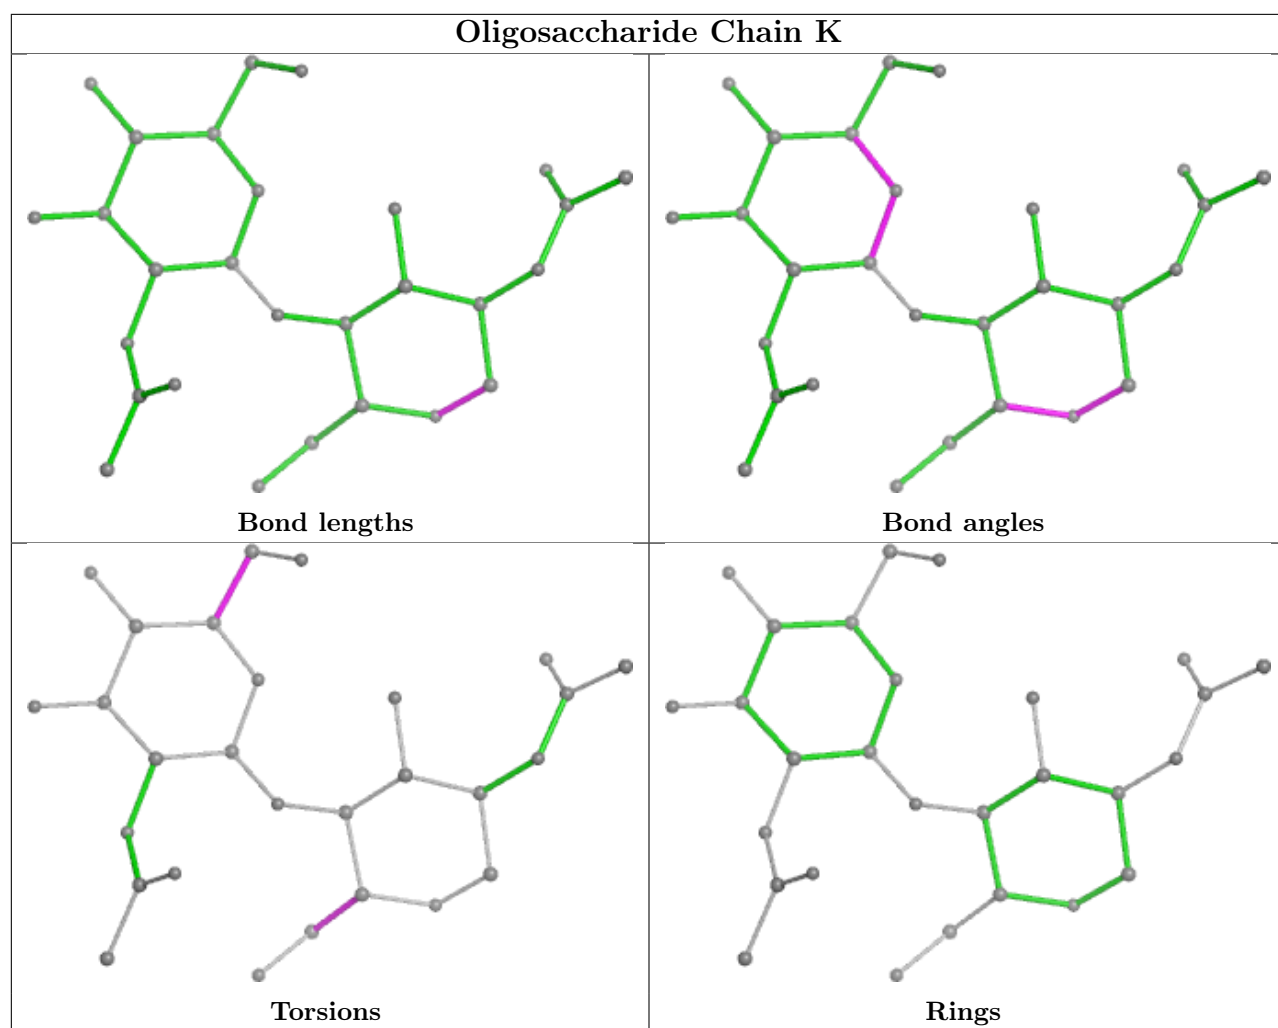 Oligosaccharide Chain K
Bond lengths
Bond angles
Torsions
Rings